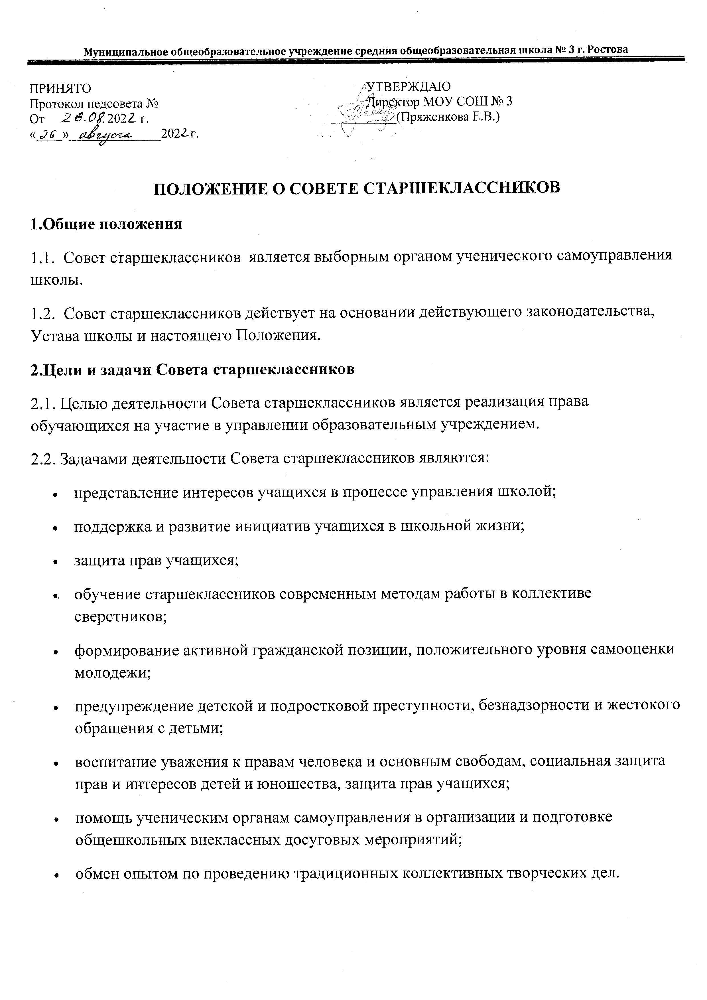 Муниципальное общеобразовательное учреждение средняя общеобразовательная школа № 3 г. Ростова
ПРИНЯТО
Протокол педсовета №
От 26.08.2022 г.
«26» августа 2022 г.
УТВЕРЖДАЮ
Директор МОУ СОШ № 3
____________(Пряженкова Е.В.)
ПОЛОЖЕНИЕ О СОВЕТЕ СТАРШЕКЛАССНИКОВ
1.Общие положения
1.1. Совет старшеклассников является выборным органом ученического самоуправления
школы.
1.2. Совет старшеклассников действует на основании действующего законодательства,
Устава школы и настоящего Положения.
2.Цели и задачи Совета старшеклассников
2.1. Целью деятельности Совета старшеклассников является реализация права
обучающихся на участие в управлении образовательным учреждением.
2.2. Задачами деятельности Совета старшеклассников являются:
• представление интересов учащихся в процессе управления школой;
• поддержка и развитие инициатив учащихся в школьной жизни;
• защита прав учащихся;
• обучение старшеклассников современным методам работы в коллективе
сверстников;
• формирование активной гражданской позиции, положительного уровня самооценки
молодежи;
• предупреждение детской и подростковой преступности, безнадзорности и жестокого
обращения с детьми;
• воспитание уважения к правам человека и основным свободам, социальная защита
прав и интересов детей и юношества, защита прав учащихся;
• помощь ученическим органам самоуправления в организации и подготовке
общешкольных внеклассных досуговых мероприятий;
• обмен опытом по проведению традиционных коллективных творческих дел.